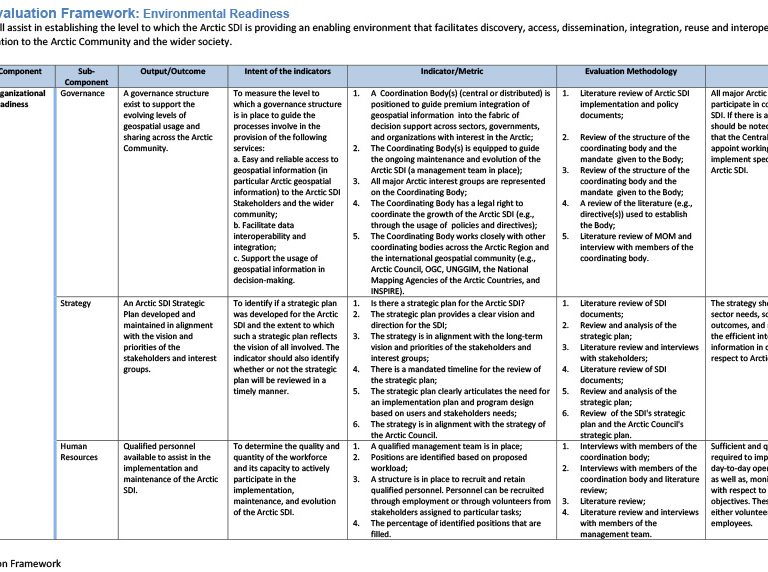 valuation Framework: Environmental Readiness
ll assist in establishing the level to which the Arctic SDI is providing an enabling environment that facilitates discovery, access, dissemination, integration, reuse and interope
ation to the Arctic Community and the wider society.
Component
Sub-
Component
Output/Outcome
Intent of the indicators
Indicator/Metric
Evaluation Methodology
ganizational
adiness
Governance
A governance structure
exist to support the
evolving levels of
geospatial usage and
sharing across the Arctic
Community.
To measure the level to
which a governance structure
is in place to guide the
processes involve in the
provision of the following
services:
a. Easy and reliable access to
geospatial information (in
particular Arctic geospatial
information) to the Arctic SDI
Stakeholders and the wider
community;
b. Facilitate data
interoperability and
integration;
c. Support the usage of
geospatial information in
decision-making.
1. A Coordination Body(s) (central or distributed) is
positioned to guide premium integration of
geospatial information into the fabric of
decision support across sectors, governments,
and organizations with interest in the Arctic;
2. The Coordinating Body(s) is equipped to guide
the ongoing maintenance and evolution of the
Arctic SDI (a management team in place);
3. All major Arctic interest groups are represented
on the Coordinating Body;
4. The Coordinating Body has a legal right to
coordinate the growth of the Arctic SDI (e.g.,
through the usage of policies and directives);
5. The Coordinating Body works closely with other
coordinating bodies across the Arctic Region and
the international geospatial community (e.g.,
Arctic Council, OGC, UNGGIM, the National
Mapping Agencies of the Arctic Countries, and
INSPIRE).
1. Literature review of Arctic SDI
implementation and policy
documents;
2. Review of the structure of the
coordinating body and the
mandate given to the Body;
3. Review of the structure of the
coordinating body and the
mandate given to the Body;
4. A review of the literature (e.g.,
directive(s)) used to establish
the Body;
5. Literature review of MOM and
interview with members of the
coordinating body.
All major Arctic
participate in co
SDI. If there is a
should be note
that the Central
appoint working
implement spec
Arctic SDI.
Strategy
An Arctic SDI Strategic
Plan developed and
maintained in alignment
with the vision and
priorities of the
stakeholders and interest
groups.
To identify if a strategic plan
was developed for the Arctic
SDI and the extent to which
such a strategic plan reflects
the vision of all involved. The
indicator should also identify
whether or not the strategic
plan will be reviewed in a
timely manner.
1. Is there a strategic plan for the Arctic SDI?
2. The strategic plan provides a clear vision and
direction for the SDI;
3. The strategy is in alignment with the long-term
vision and priorities of the stakeholders and
interest groups;
4. There is a mandated timeline for the review of
the strategic plan;
5. The strategic plan clearly articulates the need for
an implementation plan and program design
based on users and stakeholders needs;
6. The strategy is in alignment with the strategy of
the Arctic Council.
1. Literature review of SDI
documents;
2. Review and analysis of the
strategic plan;
3. Literature review and interviews
with stakeholders;
4. Literature review of SDI
documents;
5. Review and analysis of the
strategic plan;
6. Review of the SDI's strategic
plan and the Arctic Council's
strategic plan.
The strategy sh
sector needs, so
outcomes, and
the efficient int
information in
respect to Arcti
Human
Resources
Qualified personnel
available to assist in the
implementation and
maintenance of the Arctic
SDI.
To determine the quality and
quantity of the workforce
and its capacity to actively
participate in the
implementation,
maintenance, and evolution
of the Arctic SDI.
1. A qualified management team is in place;
2. Positions are identified based on proposed
workload;
3. A structure is in place to recruit and retain
qualified personnel. Personnel can be recruited
through employment or through volunteers from
stakeholders assigned to particular tasks;
4. The percentage of identified positions that are
filled.
1. Interviews with members of the
coordination body;
2. Interviews with members of the
coordination body and literature
review;
3. Literature review;
4. Literature review and interviews
with members of the
management team.
Sufficient and q
required to imp
day-to-day ope
as well as, moni
with respect to
objectives. Thes
either voluntee
employees.
on Framework